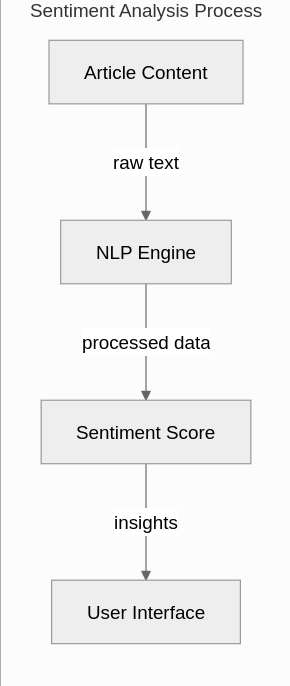 Sentiment Analysis Process
Article Content
raw text
NLP Engine
processed data
Sentiment Score
insights
User Interface